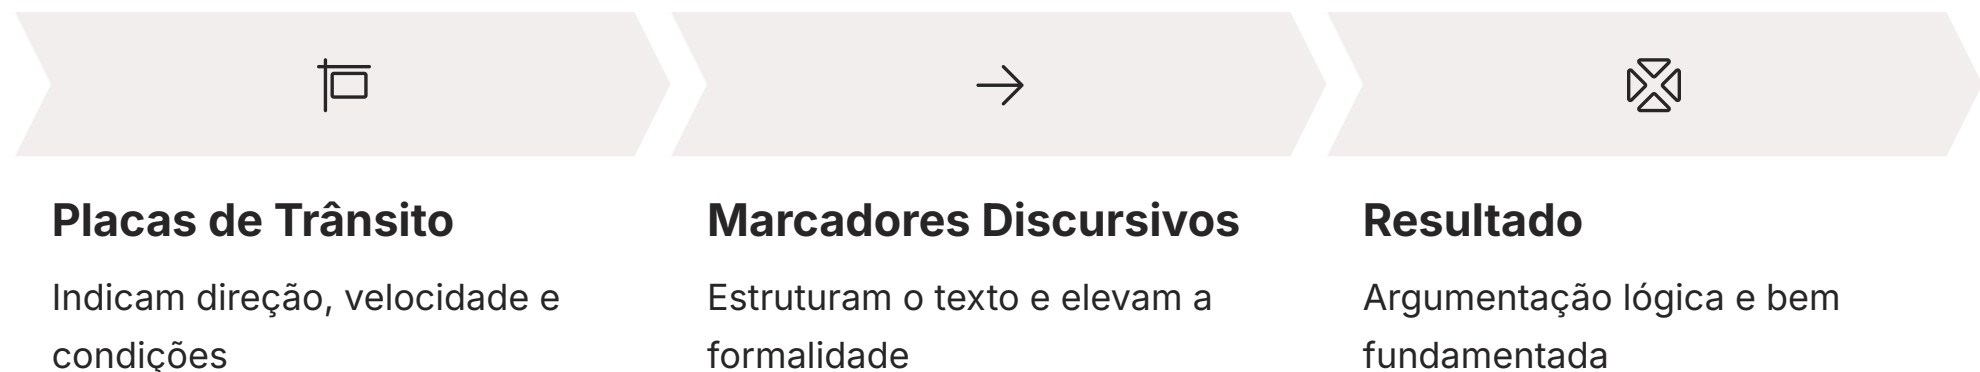 Placas de Trânsito
Indicam direção, velocidade e
condições
Marcadores Discursivos
Estruturam o texto e elevam a
formalidade
Resultado
Argumentação lógica e bem
fundamentada